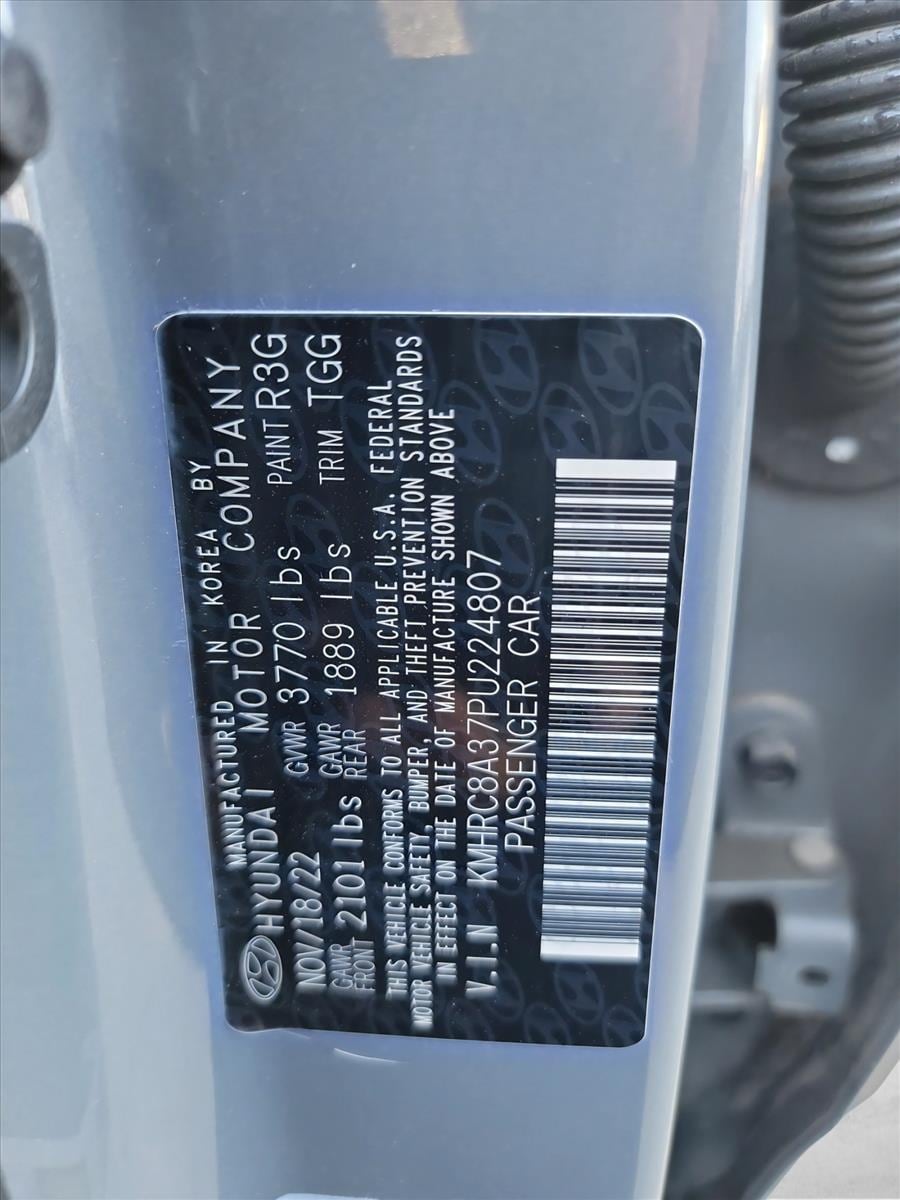 MANUFACTURED IN KOREA BY
HYUNDAI MOTOR COMPANY
NOV/18/22 GVWR 3770 lbs PAINT R3G
GAWR FRONT 2101 lbs GAWR REAR 1889 lbs TRIM TGG
THIS VEHICLE CONFORMS TO ALL APPLICABLE U.S.A. FEDERAL
MOTOR VEHICLE SAFETY, BUMPER, AND THEFT PREVENTION STANDARDS
IN EFFECT ON THE DATE OF MANUFACTURE SHOWN ABOVE
V.I.N KMHRC8A37PU224807
PASSENGER CAR